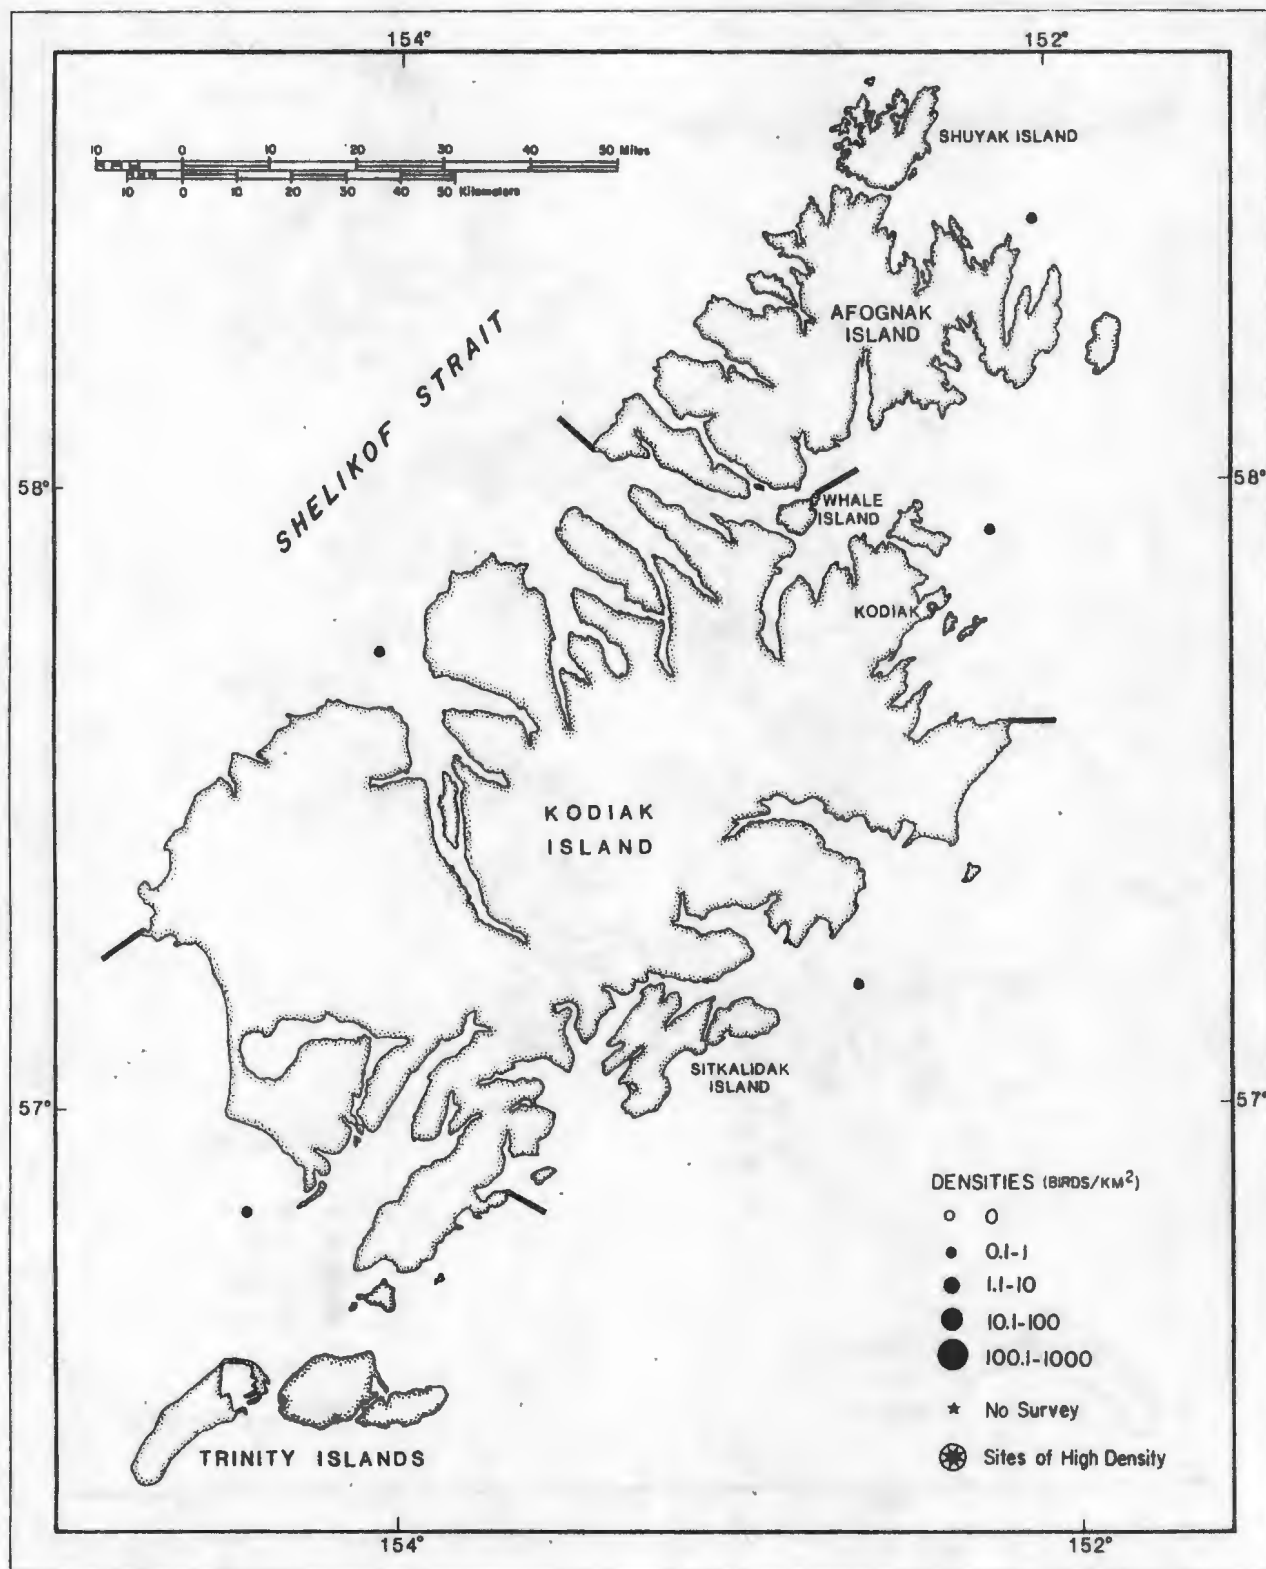 154°
152°
10 0 10 20 30 40 50 Miles
10 0 10 20 30 40 50 Kilometers
SHUYAK ISLAND
AFOGNAK
ISLAND
SHELIKOF STRAIT
58°
58°
WHALE
ISLAND
KODIAK
KODIAK
ISLAND
SITKALIDAK
ISLAND
57°
57°
DENSITIES (BIRDS/KM²)
0
0.1-1
1.1-10
10.1-100
100.1-1000
No Survey
Sites of High Density
TRINITY ISLANDS
154°
152°